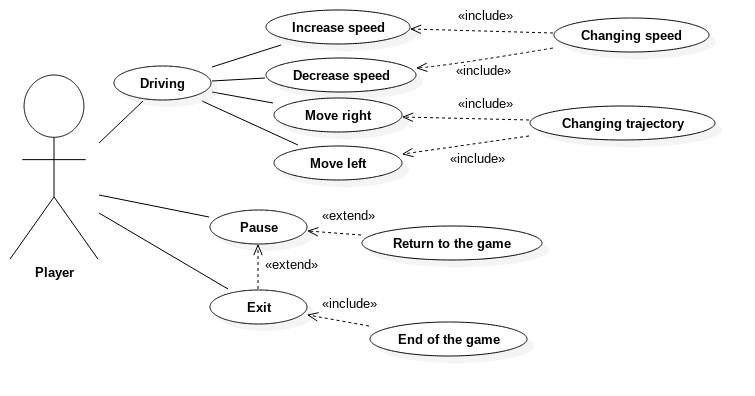 «include»
Increase speed
Changing speed
Driving
Decrease speed
«include»
«include»
Move right
Changing trajectory
Move left
«include»
«extend»
Pause
Return to the game
«extend»
Player
«include»
Exit
End of the game